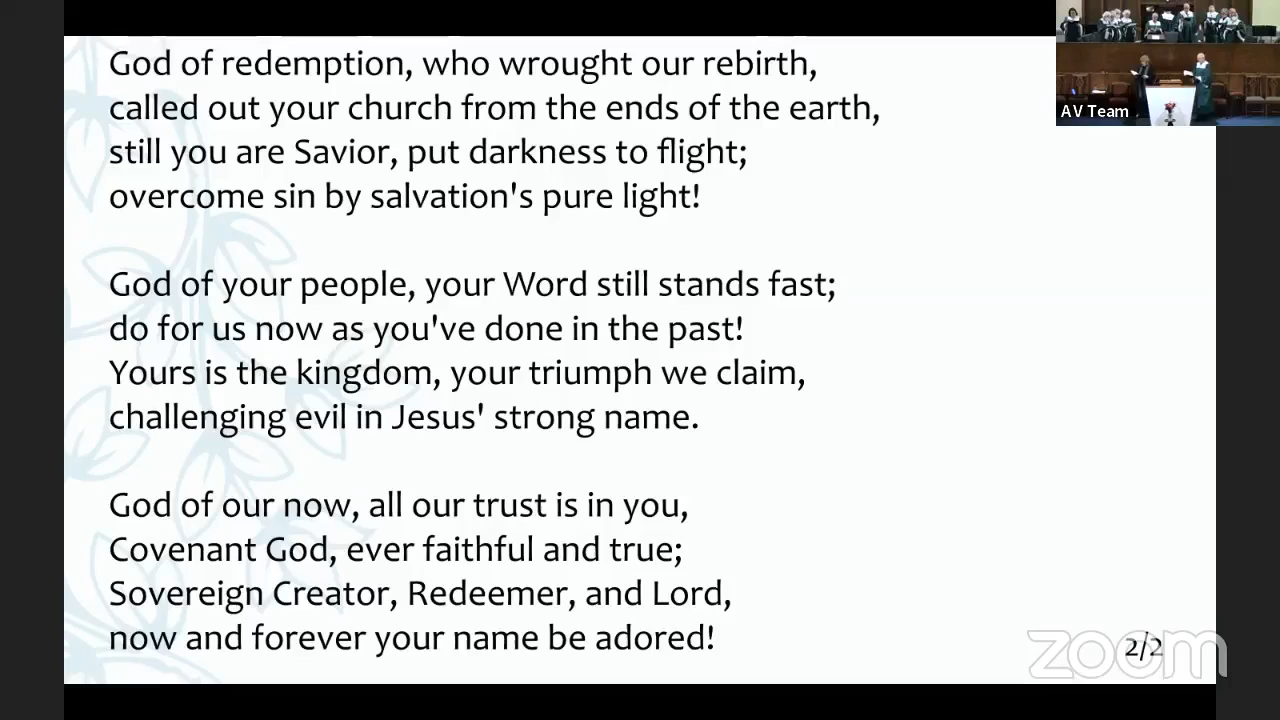 God of redemption, who wrought our rebirth,
called out your church from the ends of the earth,
still you are Savior, put darkness to flight;
overcome sin by salvation's pure light!
God of your people, your Word still stands fast;
do for us now as you've done in the past!
Yours is the kingdom, your triumph we claim,
challenging evil in Jesus' strong name.
God of our now, all our trust is in you,
Covenant God, ever faithful and true;
Sovereign Creator, Redeemer, and Lord,
now and forever your name be adored!
AV Team
2/2
zoom